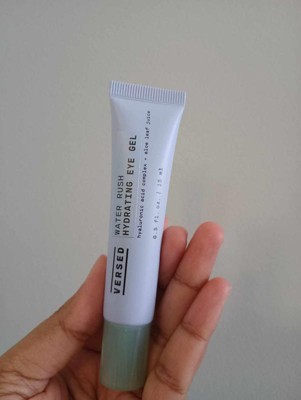 VERSED
WATER RUSH
HYDRATING EYE GEL
Hyaluronic acid complex + aloe leaf juice
0.5 fl. oz. | 15 ml